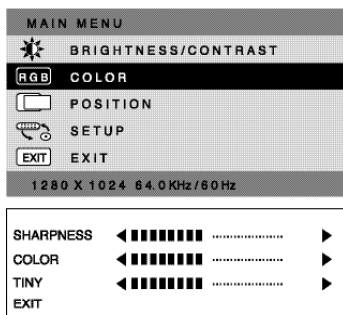 MAIN MENU
BRIGHTNESS/CONTRAST
RGB COLOR
POSITION
SETUP
EXIT EXIT
1280 X 1024 64.0KHz/60Hz
SHARPNESS
COLOR
TINY
EXIT